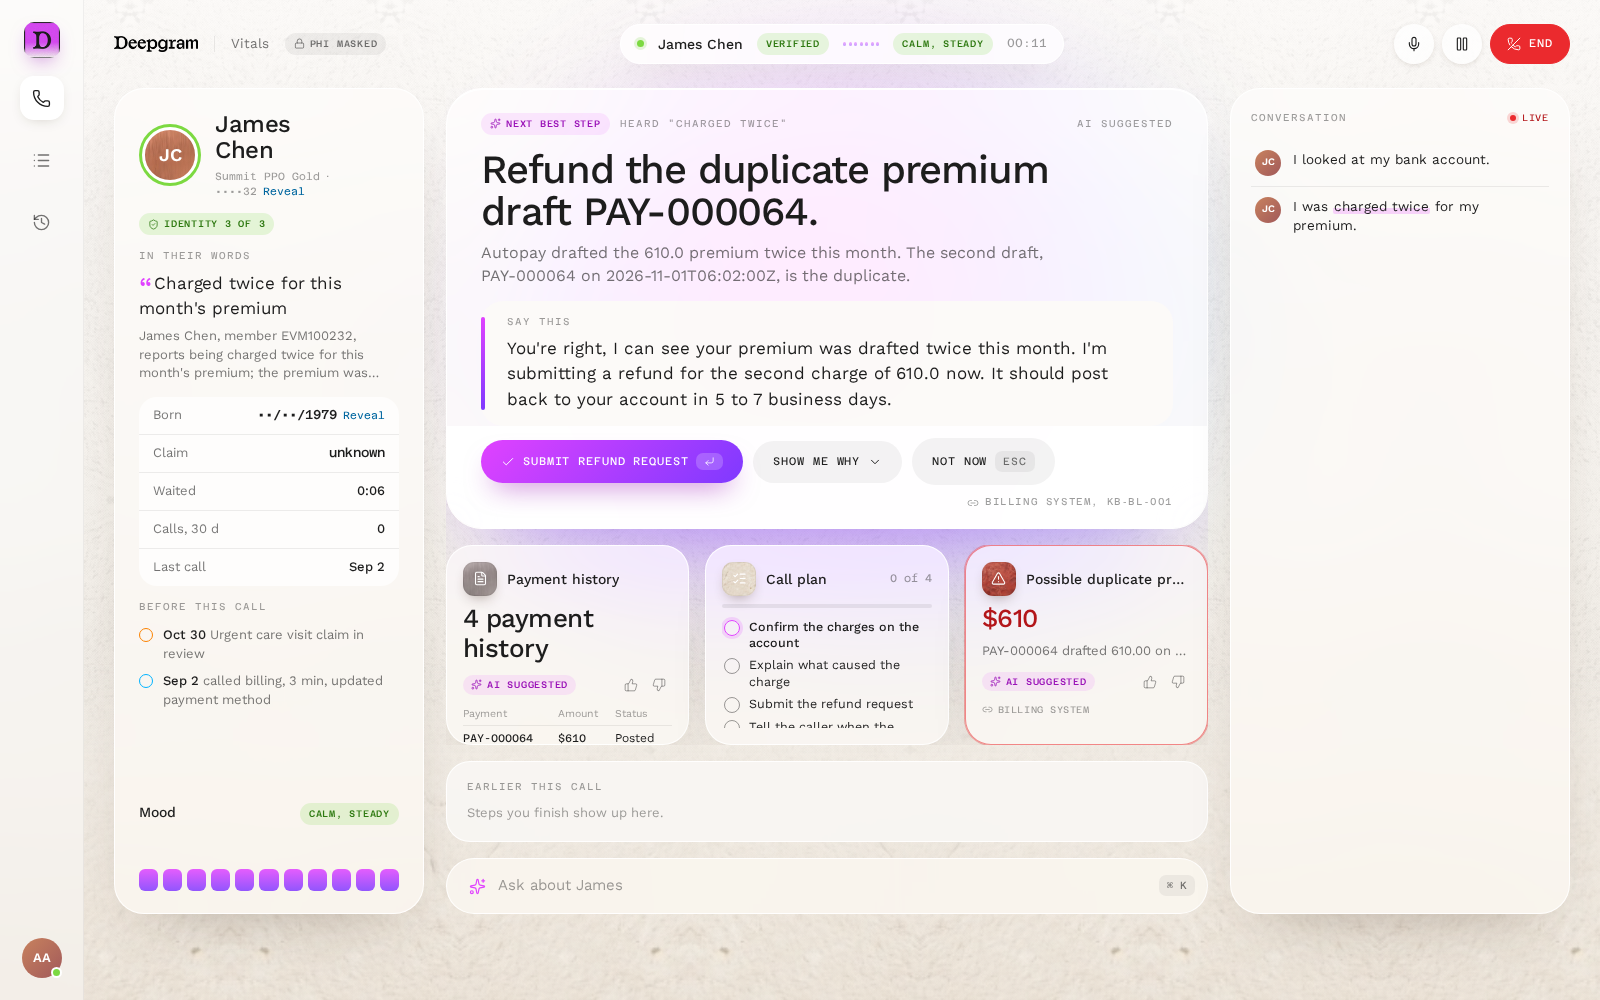 D
Deepgram
Vitals
PHI MASKED
James Chen
VERIFIED
CALM, STEADY
00:11
END
JC
James
Chen
Summit PPO Gold ·
••••32 Reveal
IDENTITY 3 OF 3
IN THEIR WORDS
“Charged twice for this
month's premium
James Chen, member EVM100232,
reports being charged twice for this
month's premium; the premium was...
Born ••/••/1979 Reveal
Claim unknown
Waited 0:06
Calls, 30 d 0
Last call Sep 2
BEFORE THIS CALL
Oct 30 Urgent care visit claim in
review
Sep 2 called billing, 3 min, updated
payment method
Mood CALM, STEADY
AA
NEXT BEST STEP HEARD "CHARGED TWICE" AI SUGGESTED
Refund the duplicate premium
draft PAY-000064.
Autopay drafted the 610.0 premium twice this month. The second draft,
PAY-000064 on 2026-11-01T06:02:00Z, is the duplicate.
SAY THIS
You're right, I can see your premium was drafted twice this month. I'm
submitting a refund for the second charge of 610.0 now. It should post
back to your account in 5 to 7 business days.
SUBMIT REFUND REQUEST
SHOW ME WHY
NOT NOW ESC
BILLING SYSTEM, KB-BL-001
Payment history
4 payment
history
AI SUGGESTED
Payment Amount Status
PAY-000064 $610 Posted
Call plan 0 of 4
Confirm the charges on the
account
Explain what caused the
charge
Submit the refund request
Tell the caller when the
Possible duplicate pr...
$610
PAY-000064 drafted 610.00 on ...
AI SUGGESTED
BILLING SYSTEM
EARLIER THIS CALL
Steps you finish show up here.
Ask about James
⌘ K
CONVERSATION LIVE
JC I looked at my bank account.
JC I was charged twice for my
premium.